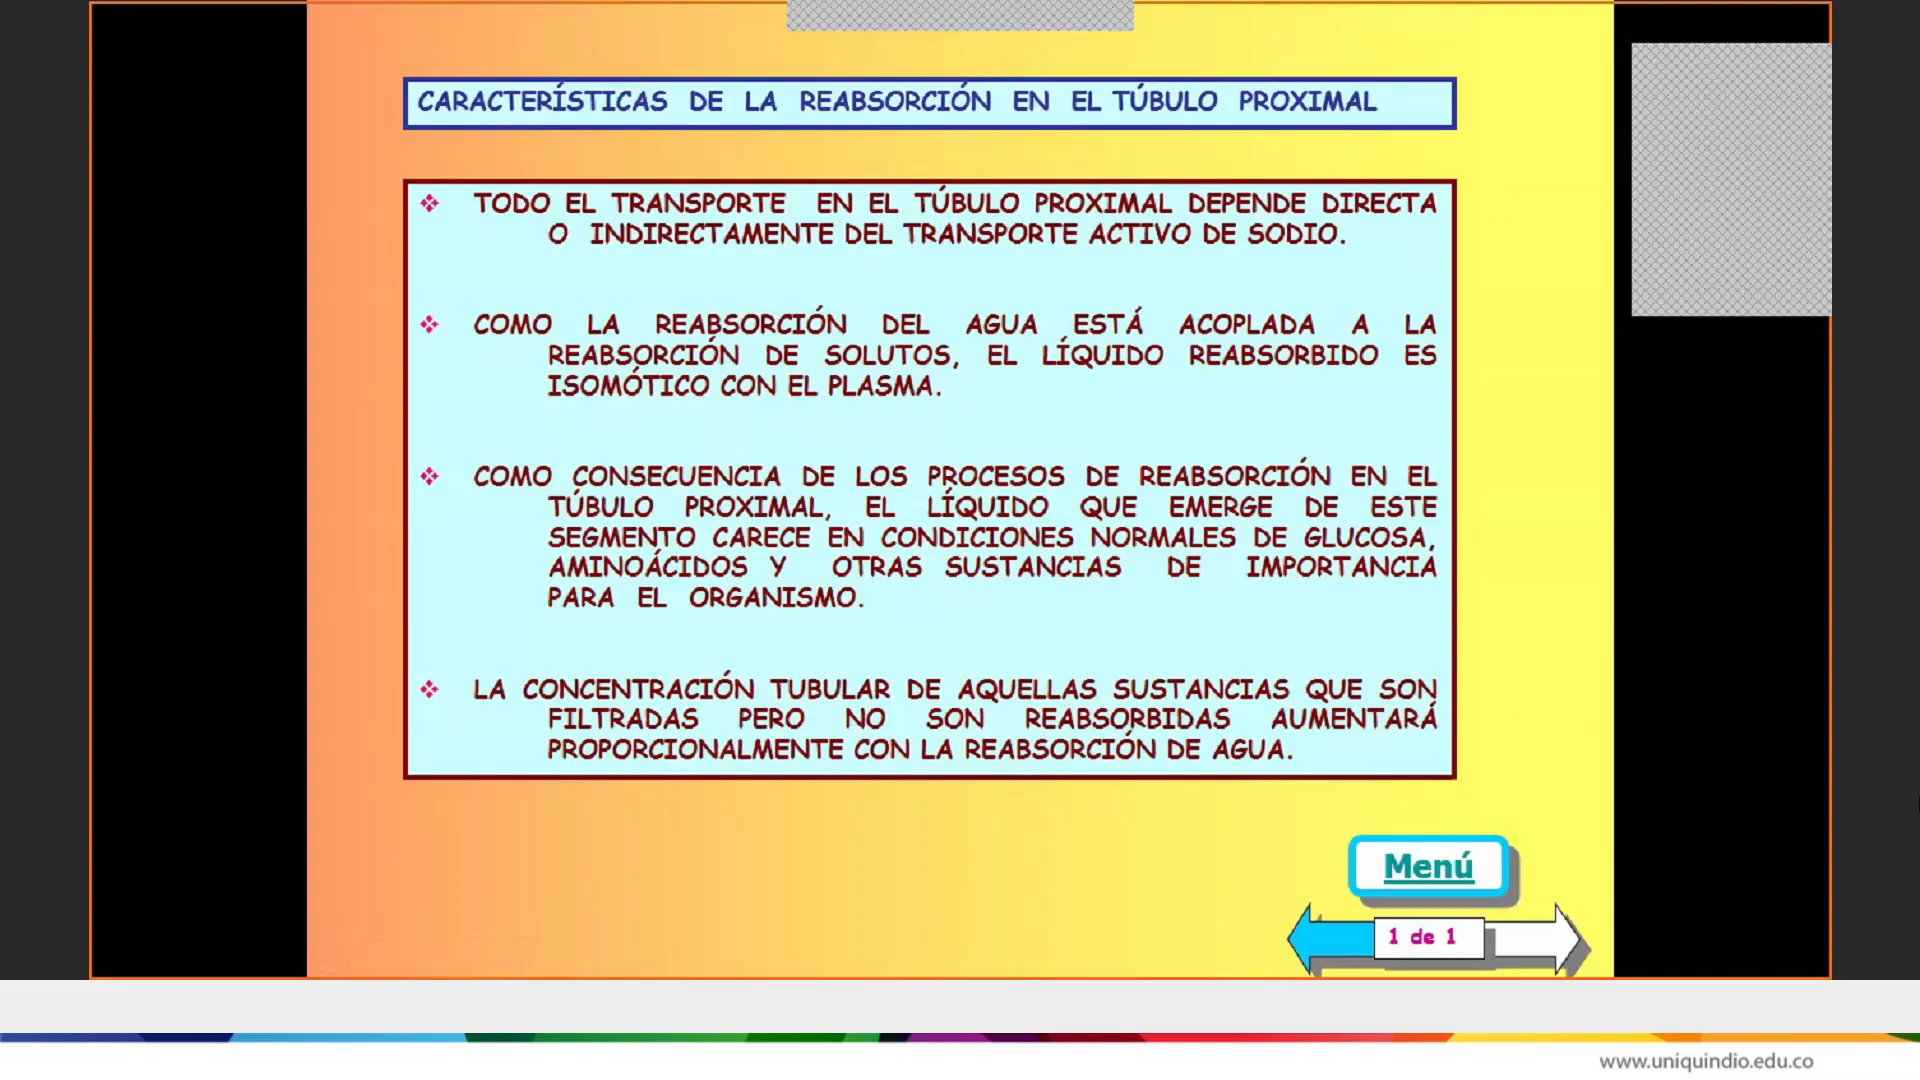 CARACTERÍSTICAS DE LA REABSORCIÓN EN EL TÚBULO PROXIMAL
❖ TODO EL TRANSPORTE EN EL TÚBULO PROXIMAL DEPENDE DIRECTA
O INDIRECTAMENTE DEL TRANSPORTE ACTIVO DE SODIO.
❖ COMO LA REABSORCIÓN DEL AGUA ESTÁ ACOPLADA A LA
REABSORCIÓN DE SOLUTOS, EL LÍQUIDO REABSORBIDO ES
ISOMÓTICO CON EL PLASMA.
❖ COMO CONSECUENCIA DE LOS PROCESOS DE REABSORCIÓN EN EL
TÚBULO PROXIMAL, EL LÍQUIDO QUE EMERGE DE ESTE
SEGMENTO CARECE EN CONDICIONES NORMALES DE GLUCOSA,
AMINOÁCIDOS Y OTRAS SUSTANCIAS DE IMPORTANCIA
PARA EL ORGANISMO.
❖ LA CONCENTRACIÓN TUBULAR DE AQUELLAS SUSTANCIAS QUE SON
FILTRADAS PERO NO SON REABSORBIDAS AUMENTARÁ
PROPORCIONALMENTE CON LA REABSORCIÓN DE AGUA.
Menú
1 de 1
www.uniquindio.edu.co